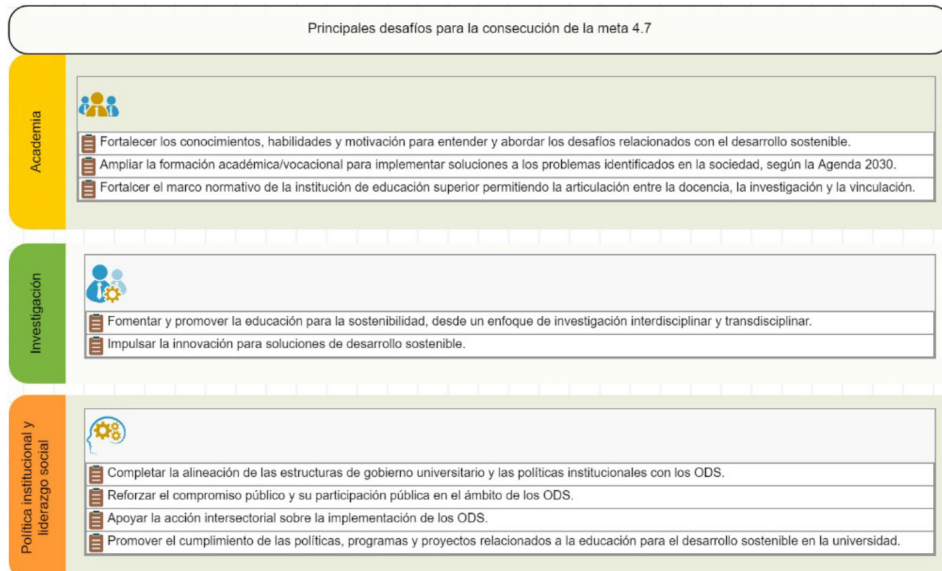 Principales desafíos para la consecución de la meta 4.7
Academia
Fortalecer los conocimientos, habilidades y motivación para entender y abordar los desafíos relacionados con el desarrollo sostenible.
Ampliar la formación académica/vocacional para implementar soluciones a los problemas identificados en la sociedad, según la Agenda 2030.
Fortalcer el marco normativo de la institución de educación superior permitiendo la articulación entre la docencia, la investigación y la vinculación.
Investigación
Fomentar y promover la educación para la sostenibilidad, desde un enfoque de investigación interdisciplinar y transdisciplinar.
Impulsar la innovación para soluciones de desarrollo sostenible.
Política institucional y
liderazgo social
Completar la alineación de las estructuras de gobierno universitario y las políticas institucionales con los ODS.
Reforzar el compromiso público y su participación pública en el ámbito de los ODS.
Apoyar la acción intersectorial sobre la implementación de los ODS.
Promover el cumplimiento de las políticas, programas y proyectos relacionados a la educación para el desarrollo sostenible en la universidad.